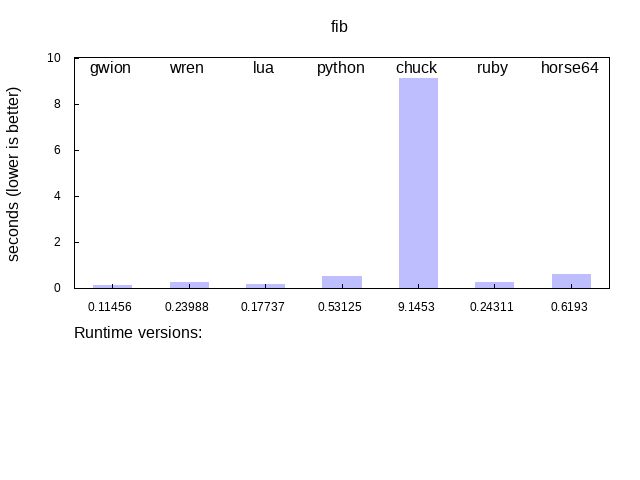 fib
10
gwion wren lua python chuck ruby horse64
8
6
4
2
0
seconds (lower is better)
0.11456 0.23988 0.17737 0.53125 9.1453 0.24311 0.6193
Runtime versions: